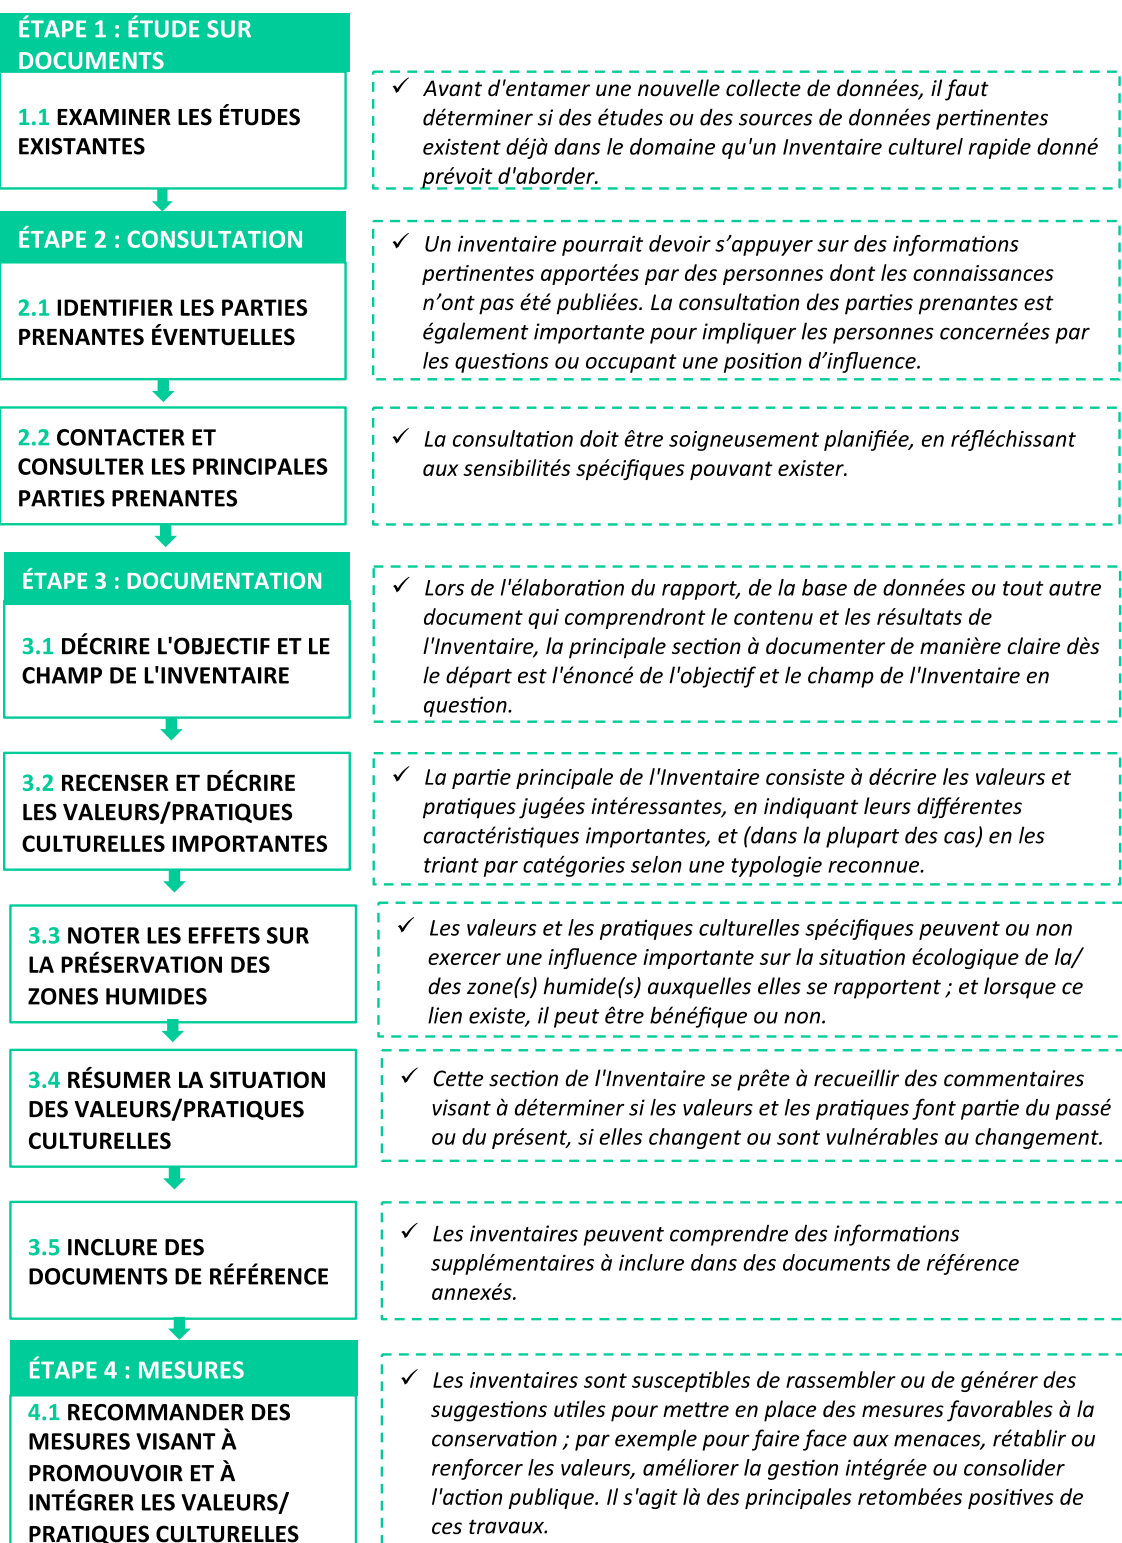 ÉTAPE 1 : ÉTUDE SUR
DOCUMENTS
1.1 EXAMINER LES ÉTUDES
EXISTANTES
✓ Avant d'entamer une nouvelle collecte de données, il faut
déterminer si des études ou des sources de données pertinentes
existent déjà dans le domaine qu'un Inventaire culturel rapide donné
prévoit d'aborder.
ÉTAPE 2 : CONSULTATION
2.1 IDENTIFIER LES PARTIES
PRENANTES ÉVENTUELLES
✓ Un inventaire pourrait devoir s’appuyer sur des informations
pertinentes apportées par des personnes dont les connaissances
n’ont pas été publiées. La consultation des parties prenantes est
également importante pour impliquer les personnes concernées par
les questions ou occupant une position d’influence.
2.2 CONTACTER ET
CONSULTER LES PRINCIPALES
PARTIES PRENANTES
✓ La consultation doit être soigneusement planifiée, en réfléchissant
aux sensibilités spécifiques pouvant exister.
ÉTAPE 3 : DOCUMENTATION
3.1 DÉCRIRE L'OBJECTIF ET LE
CHAMP DE L'INVENTAIRE
✓ Lors de l'élaboration du rapport, de la base de données ou tout autre
document qui comprendront le contenu et les résultats de
l'Inventaire, la principale section à documenter de manière claire dès
le départ est l'énoncé de l'objectif et le champ de l'Inventaire en
question.
3.2 RECENSER ET DÉCRIRE
LES VALEURS/PRATIQUES
CULTURELLES IMPORTANTES
✓ La partie principale de l'Inventaire consiste à décrire les valeurs et
pratiques jugées intéressantes, en indiquant leurs différentes
caractéristiques importantes, et (dans la plupart des cas) en les
triant par catégories selon une typologie reconnue.
3.3 NOTER LES EFFETS SUR
LA PRÉSERVATION DES
ZONES HUMIDES
✓ Les valeurs et les pratiques culturelles spécifiques peuvent ou non
exercer une influence importante sur la situation écologique de la/
des zone(s) humide(s) auxquelles elles se rapportent ; et lorsque ce
lien existe, il peut être bénéfique ou non.
3.4 RÉSUMER LA SITUATION
DES VALEURS/PRATIQUES
CULTURELLES
✓ Cette section de l'Inventaire se prête à recueillir des commentaires
visant à déterminer si les valeurs et les pratiques font partie du passé
ou du présent, si elles changent ou sont vulnérables au changement.
3.5 INCLURE DES
DOCUMENTS DE RÉFÉRENCE
✓ Les inventaires peuvent comprendre des informations
supplémentaires à inclure dans des documents de référence
annexés.
ÉTAPE 4 : MESURES
4.1 RECOMMANDER DES
MESURES VISANT À
PROMOUVOIR ET À
INTÉGRER LES VALEURS/
PRATIQUES CULTURELLES
✓ Les inventaires sont susceptibles de rassembler ou de générer des
suggestions utiles pour mettre en place des mesures favorables à la
conservation ; par exemple pour faire face aux menaces, rétablir ou
renforcer les valeurs, améliorer la gestion intégrée ou consolider
l'action publique. Il s'agit là des principales retombées positives de
ces travaux.